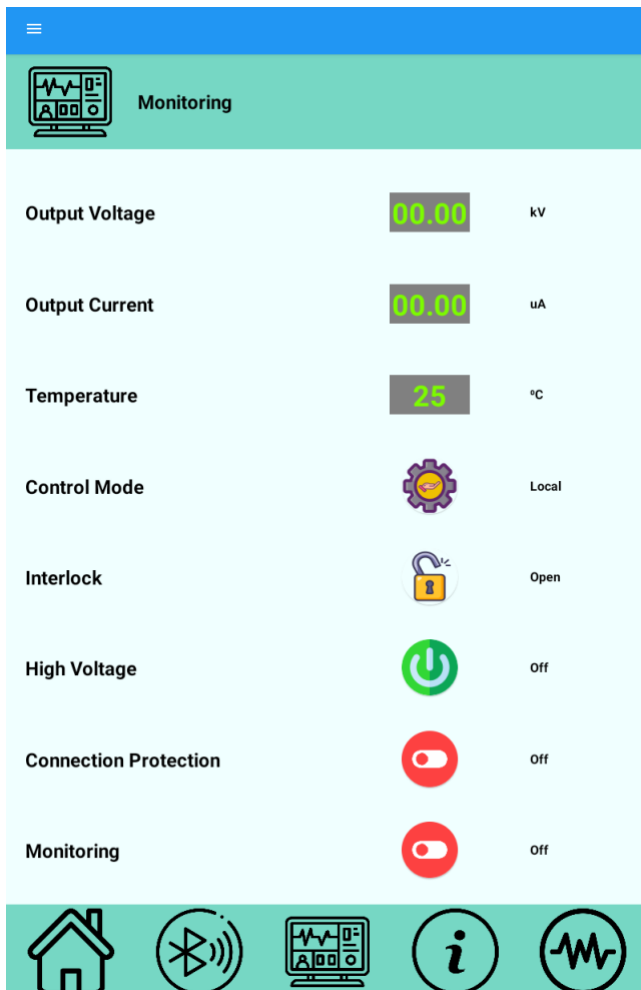 Monitoring
Output Voltage 00.00 kV
Output Current 00.00 uA
Temperature 25 ºC
Control Mode Local
Interlock Open
High Voltage Off
Connection Protection Off
Monitoring Off
i